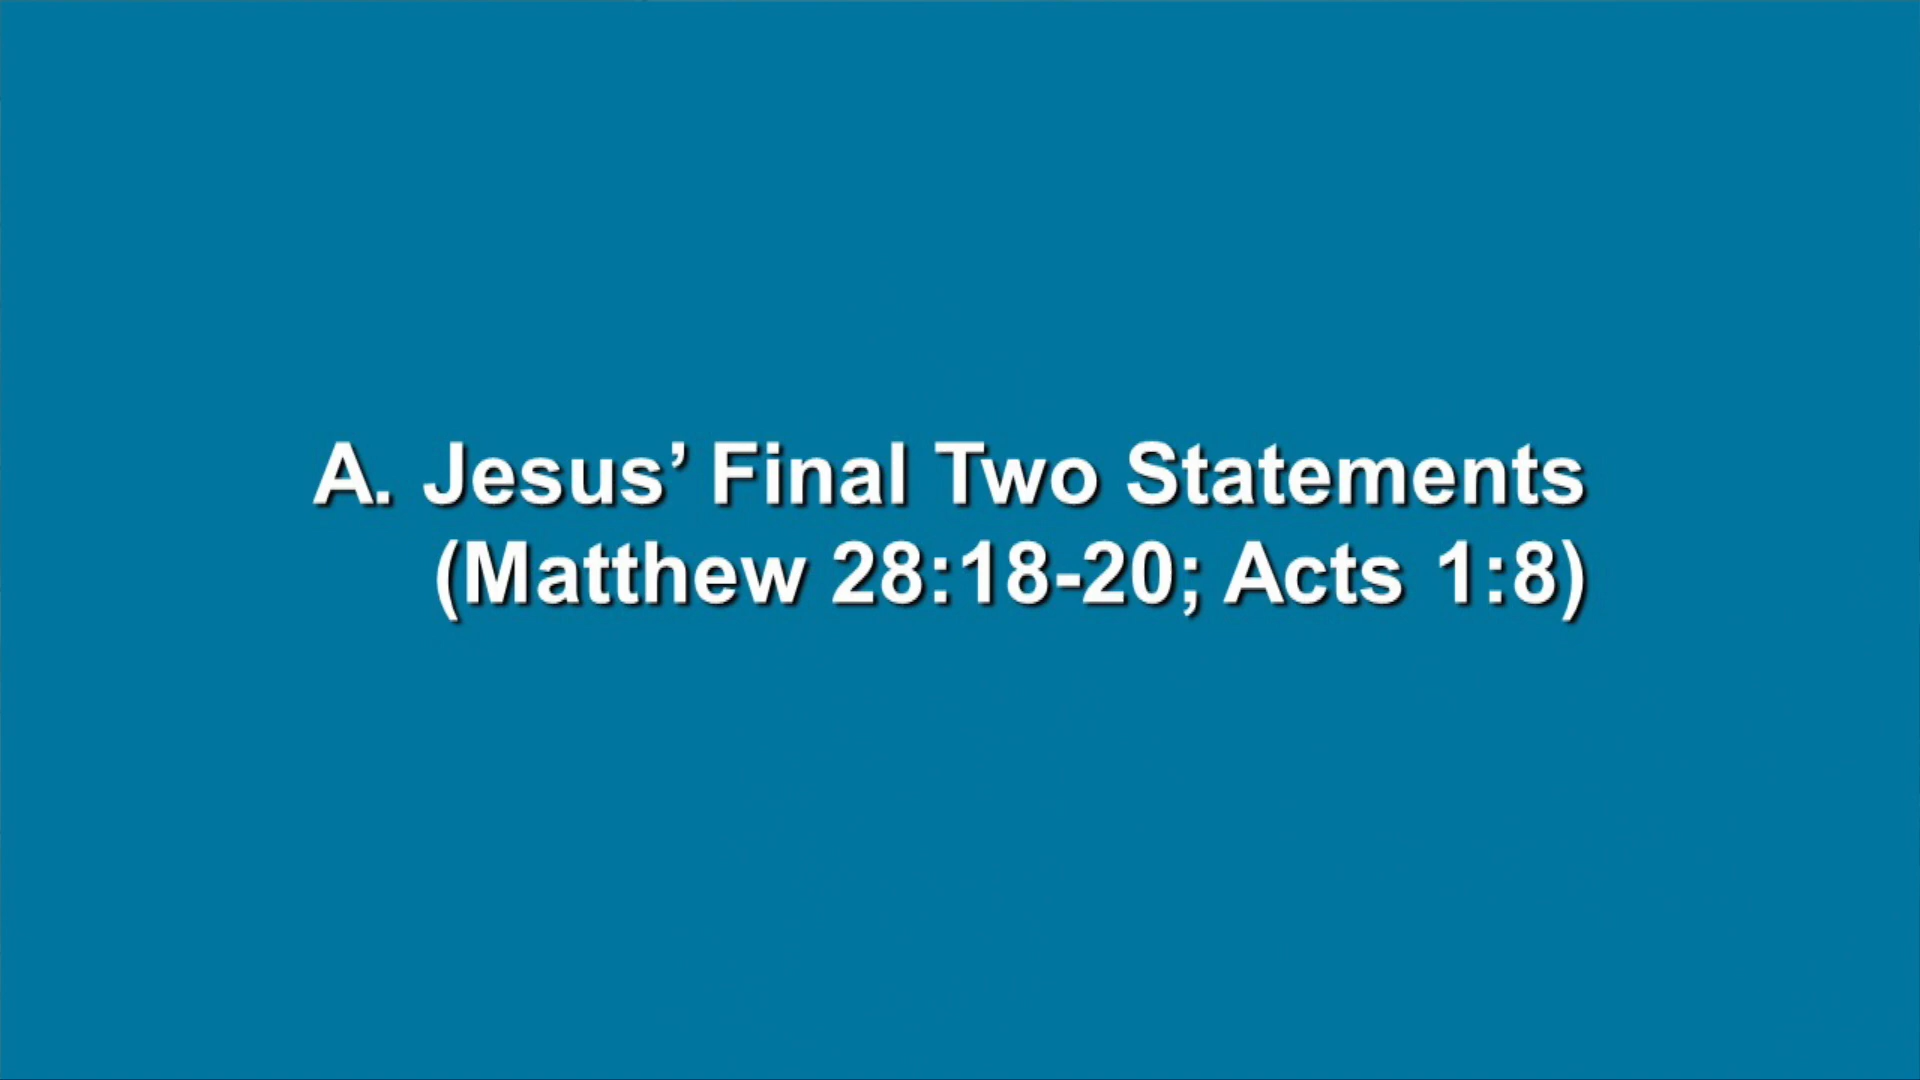 A. Jesus’ Final Two Statements
(Matthew 28:18-20; Acts 1:8)